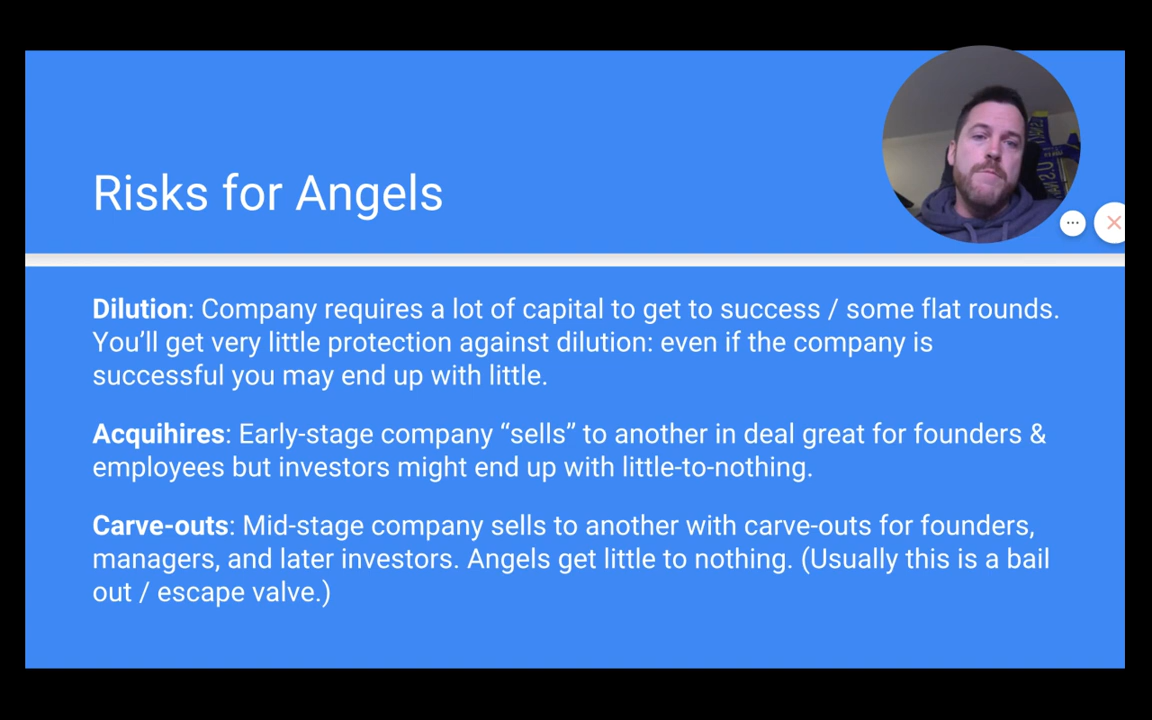 Risks for Angels
Dilution: Company requires a lot of capital to get to success / some flat rounds.
You’ll get very little protection against dilution: even if the company is
successful you may end up with little.
Acquihires: Early-stage company “sells” to another in deal great for founders &
employees but investors might end up with little-to-nothing.
Carve-outs: Mid-stage company sells to another with carve-outs for founders,
managers, and later investors. Angels get little to nothing. (Usually this is a bail
out / escape valve.)